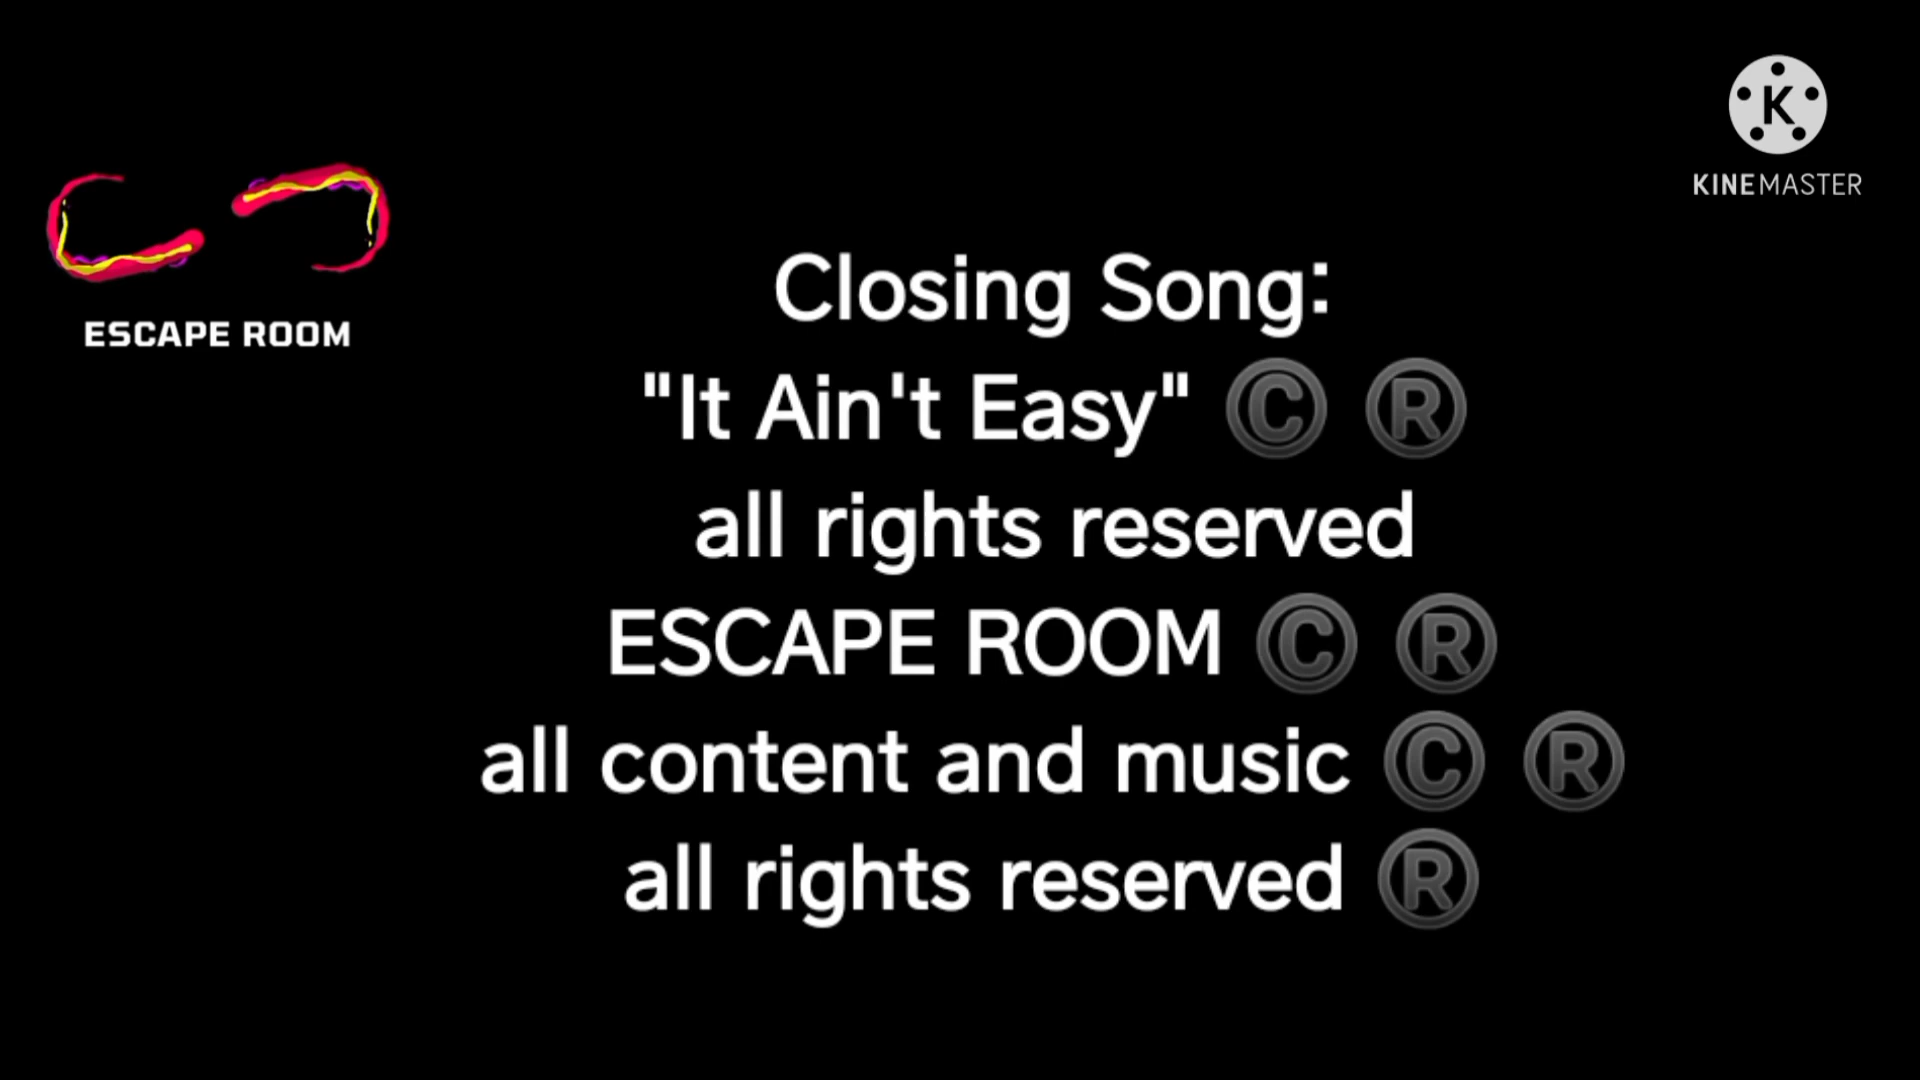 K
KINEMASTER
ESCAPE ROOM
Closing Song:
"It Ain't Easy" © ®
all rights reserved
ESCAPE ROOM © ®
all content and music © ®
all rights reserved ®